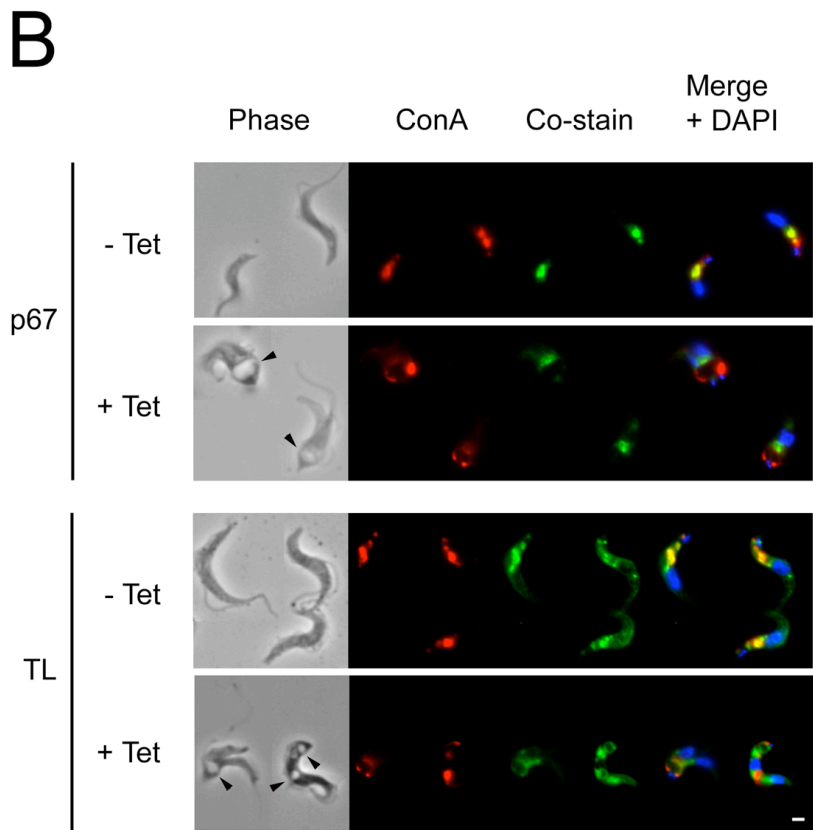 B
Phase ConA Co-stain Merge + DAPI
p67
- Tet
+ Tet
TL
- Tet
+ Tet